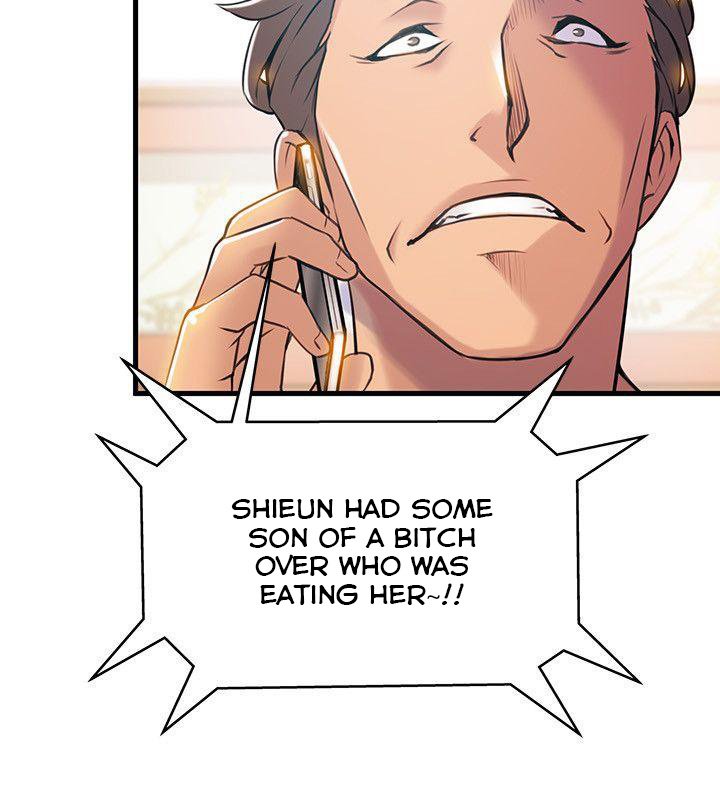 SHIEUN HAD SOME
SON OF A BITCH
OVER WHO WAS
EATING HER~!!